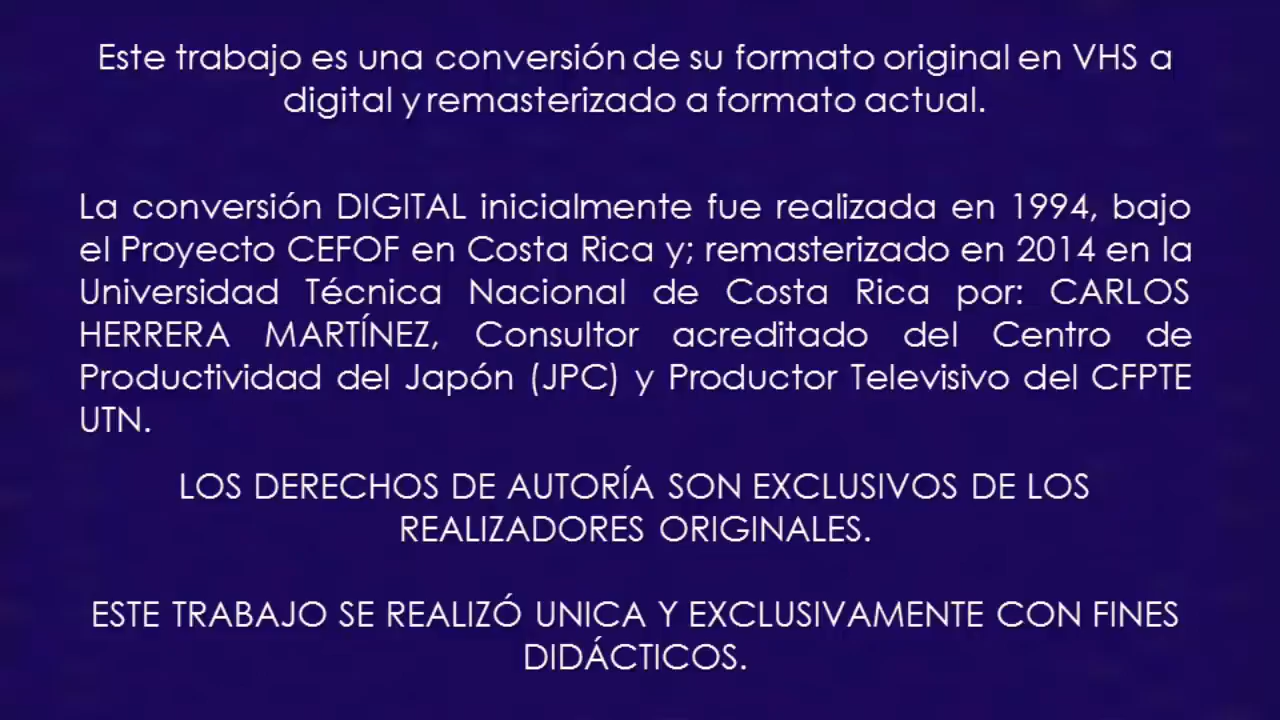 Este trabajo es una conversión de su formato original en VHS a
digital y remasterizado a formato actual.
La conversión DIGITAL inicialmente fue realizada en 1994, bajo
el Proyecto CEFOF en Costa Rica y; remasterizado en 2014 en la
Universidad Técnica Nacional de Costa Rica por: CARLOS
HERRERA MARTÍNEZ, Consultor acreditado del Centro de
Productividad del Japón (JPC) y Productor Televisivo del CFPTE
UTN.
LOS DERECHOS DE AUTORÍA SON EXCLUSIVOS DE LOS
REALIZADORES ORIGINALES.
ESTE TRABAJO SE REALIZÓ UNICA Y EXCLUSIVAMENTE CON FINES
DIDÁCTICOS.